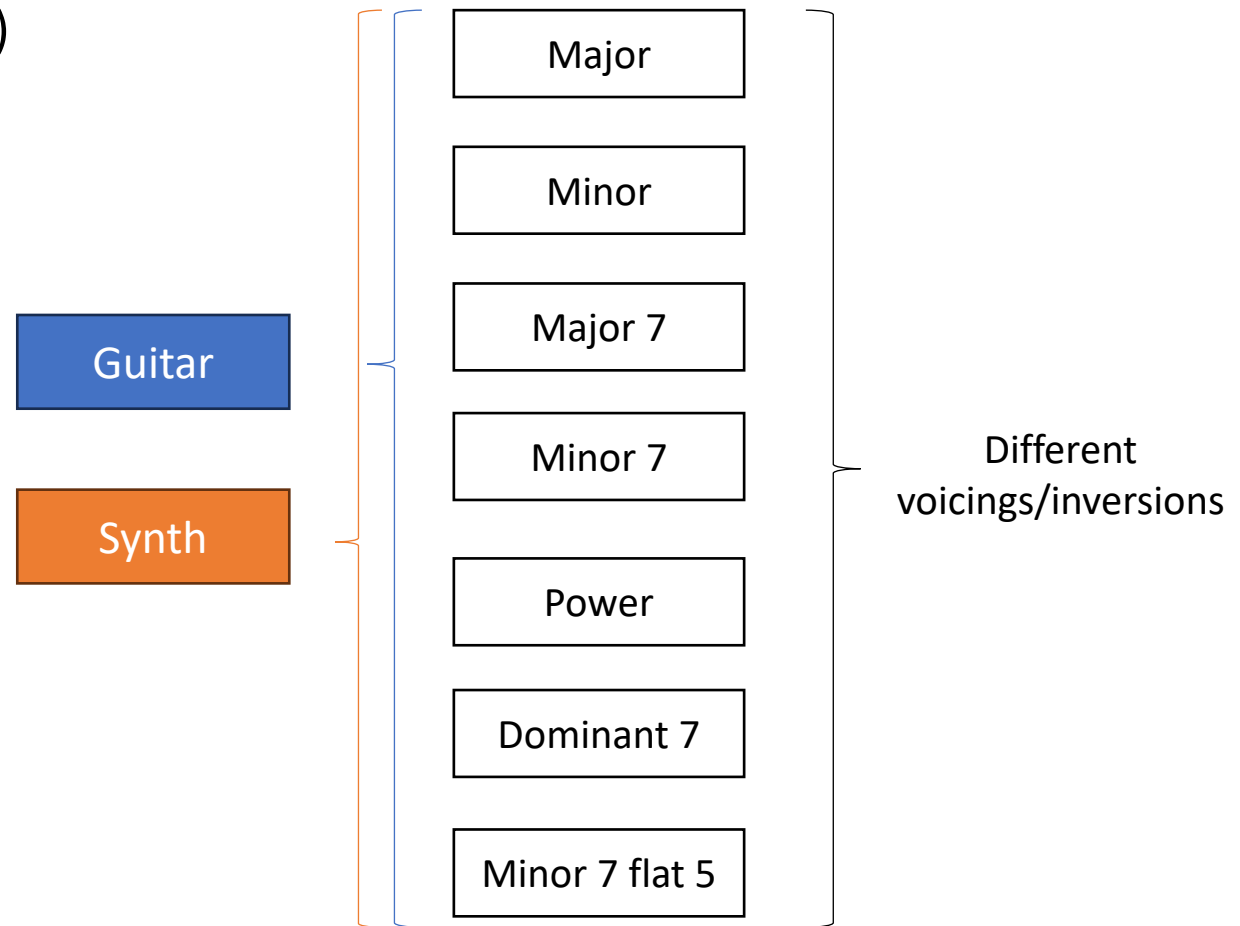 )
Major
Minor
Major 7
Guitar
Minor 7
Different
voicings/inversions
Synth
Power
Dominant 7
Minor 7 flat 5